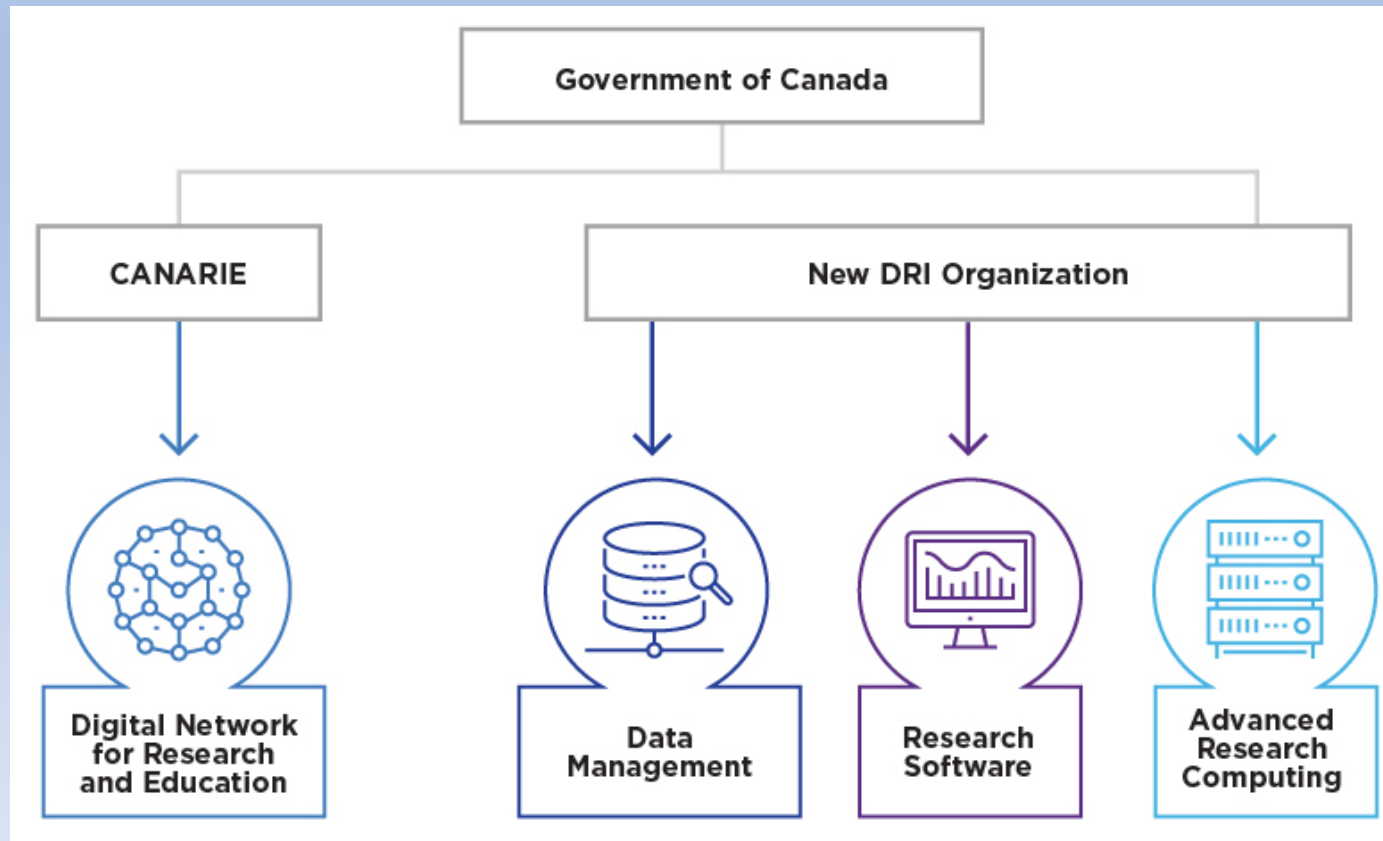 Government of Canada
CANARIE
New DRI Organization
Digital Network
for Research
and Education
Data
Management
Research
Software
Advanced
Research
Computing